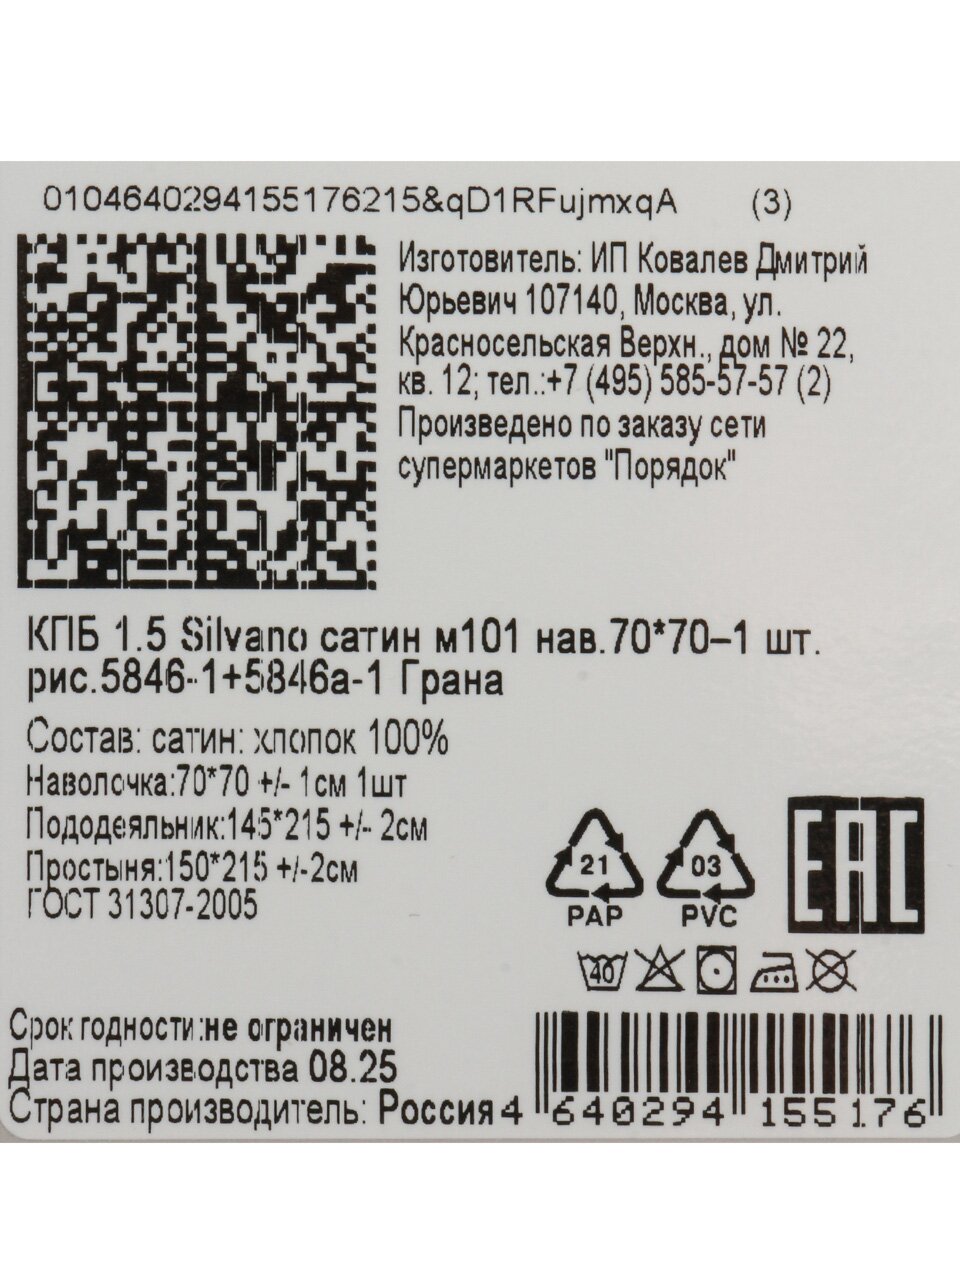 0104640294155176215&qD1RFujmxqA (3)
Изготовитель: ИП Ковалев Дмитрий
Юрьевич 107140, Москва, ул.
Красносельская Верхн., дом № 22,
кв. 12; тел.:+7 (495) 585-57-57 (2)
Произведено по заказу сети
супермаркетов "Порядок"
КПБ 1.5 Silvano сатин м101 нав.70*70–1 шт.
рис.5846-1+5846а-1 Грана
Состав: сатин: хлопок 100%
Наволочка:70*70 +/- 1см 1шт
Пододеяльник:145*215 +/- 2см
Простыня:150*215 +/-2см
ГОСТ 31307-2005
21 03
PAP PVC
EAC
40
Срок годности:не ограничен
Дата производства 08.25
Страна производитель: Россия
4 640294 155176